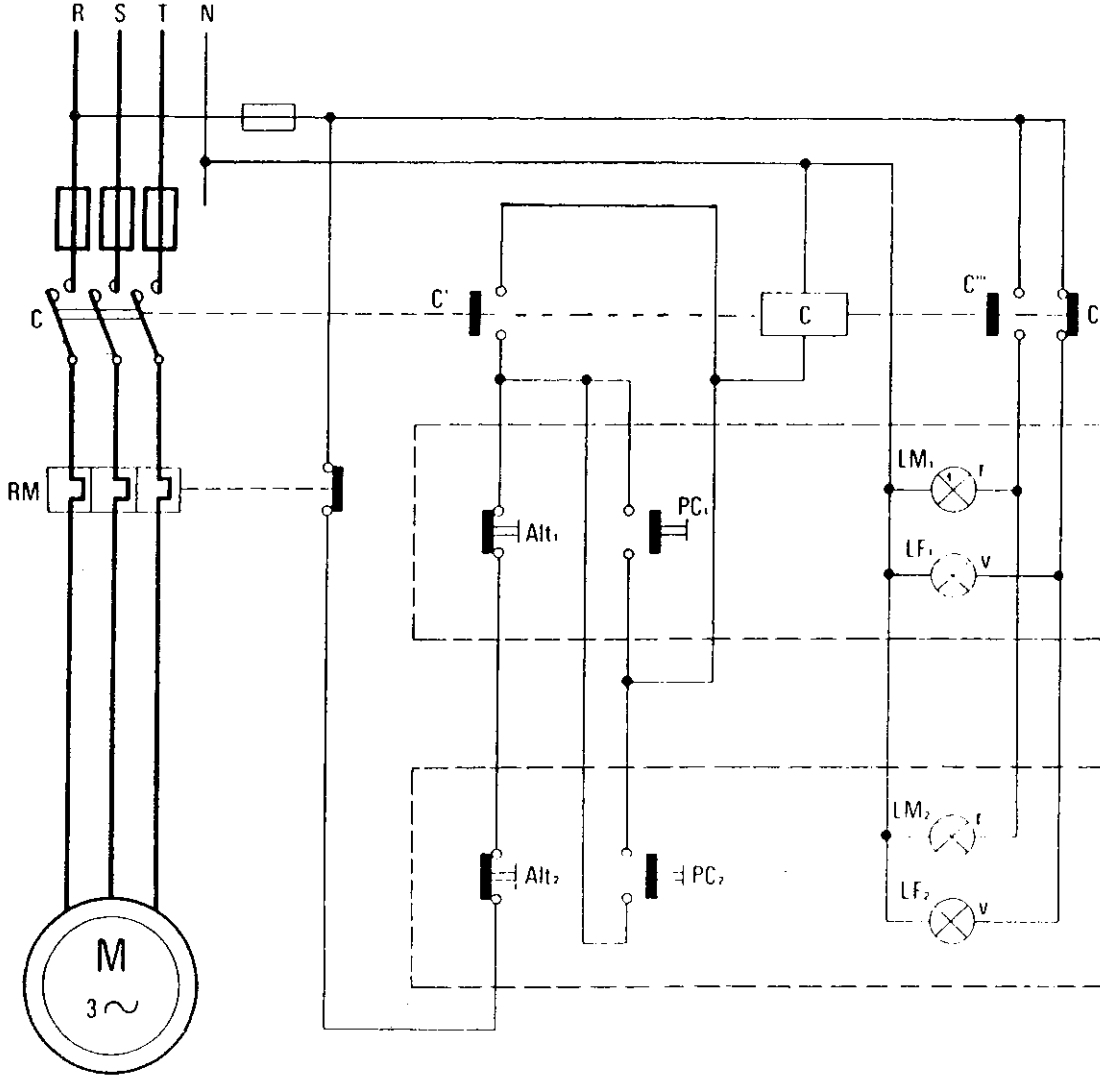 R S T N
C
C'
C
C'''
C
RM
Alt₁
PC₁
LM₁ r
LF₁ v
Alt₂
PC₂
LM₂ r
LF₂ v
M
3~